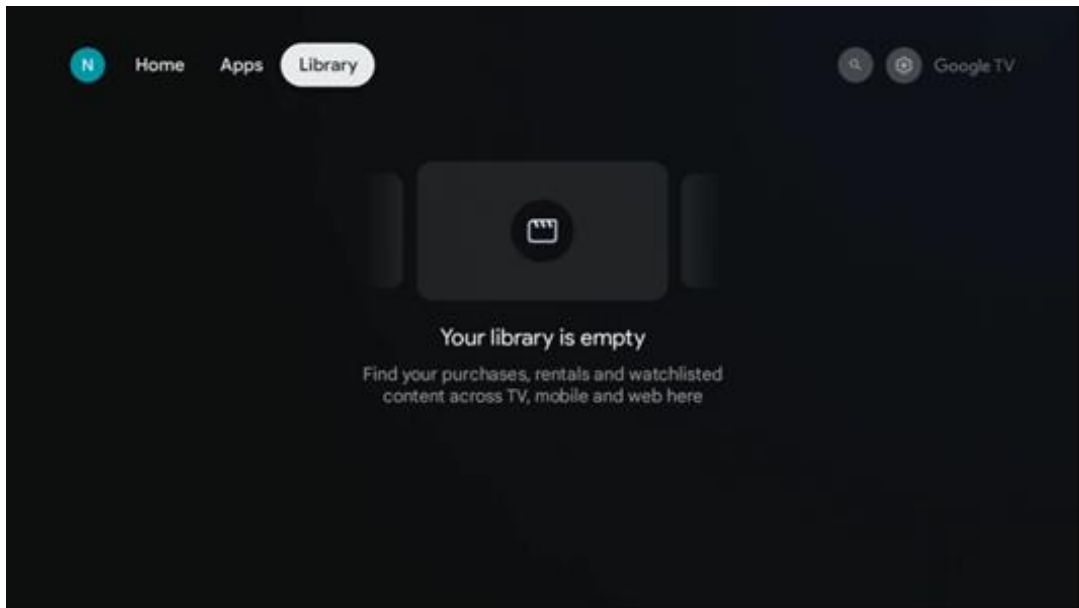 N Home Apps Library Google TV
Your library is empty
Find your purchases, rentals and watchlisted
content across TV, mobile and web here